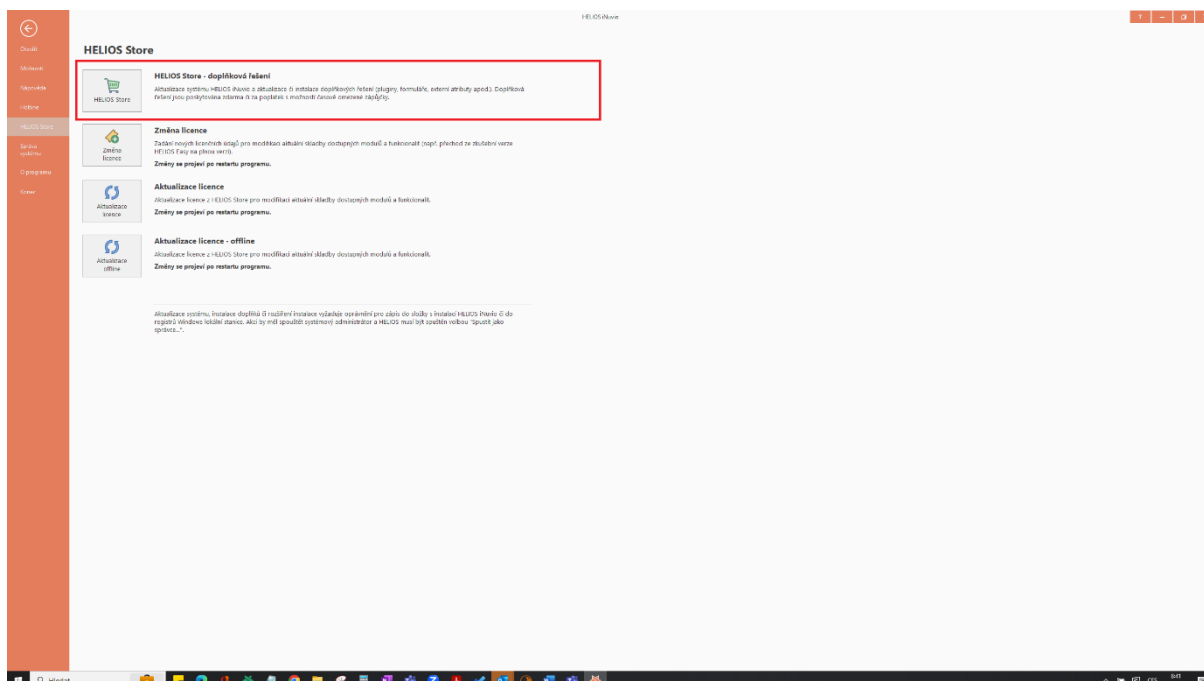 HELIOS iNuvio
Otevřít
Možnosti
Nápověda
Hotline
HELIOS Store
Správa
systému
O programu
Konec
HELIOS Store
HELIOS Store
HELIOS Store - doplňková řešení
Aktualizace systému HELIOS iNuvio a aktualizace či instalace doplňkových řešení (pluginy, formuláře, externí atributy apod.). Doplňková
řešení jsou poskytována zdarma či za poplatek s možností časově omezené zápůjčky.
Změna
licence
Změna licence
Zadání nových licenčních údajů pro modifikaci aktuální skladby dostupných modulů a funkcionalit (např. přechod ze zkušební verze
HELIOS Easy na plnou verzi).
Změny se projeví po restartu programu.
Aktualizace
licence
Aktualizace licence
Aktualizace licence z HELIOS Store pro modifikaci aktuální skladby dostupných modulů a funkcionalit.
Změny se projeví po restartu programu.
Aktualizace
offline
Aktualizace licence - offline
Aktualizace licence z HELIOS Store pro modifikaci aktuální skladby dostupných modulů a funkcionalit.
Změny se projeví po restartu programu.
Aktualizace systému, instalace doplňků či rozšíření instalace vyžaduje oprávnění pro zápis do složky s instalací HELIOS iNuvio či do
registrů Windows lokální stanice. Akci by měl spouštět systémový administrátor a HELIOS musí být spuštěn volbou "Spustit jako
správce...".
Hledat
CES
9:41